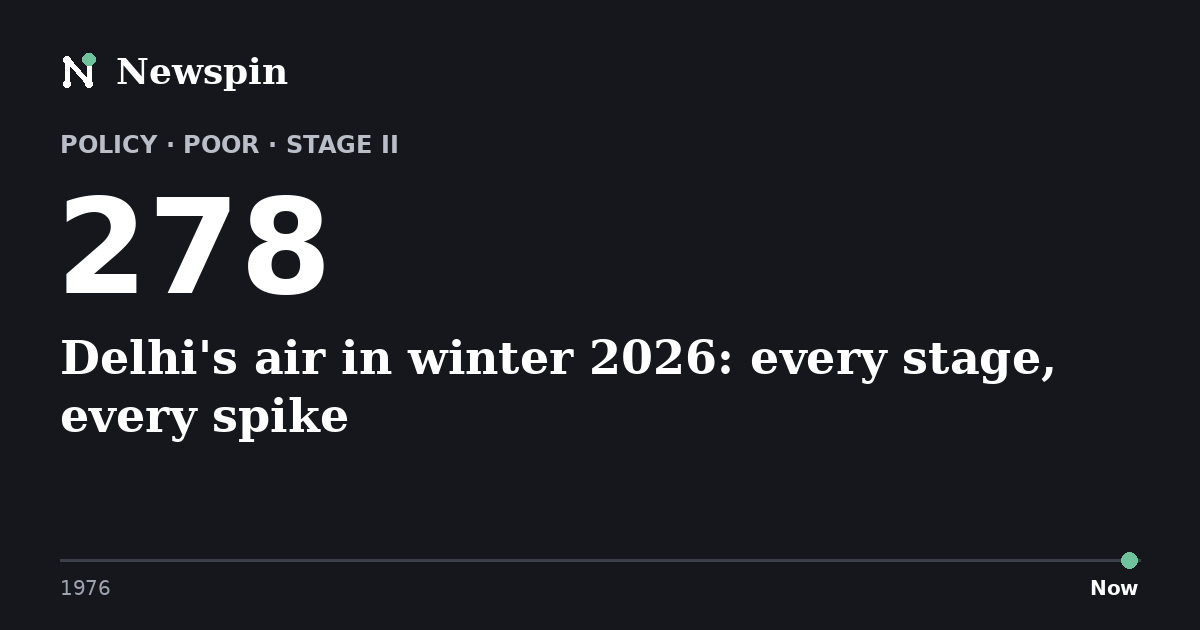 Newspin
POLICY · POOR · STAGE II
278
Delhi's air in winter 2026: every stage,
every spike
1976
Now